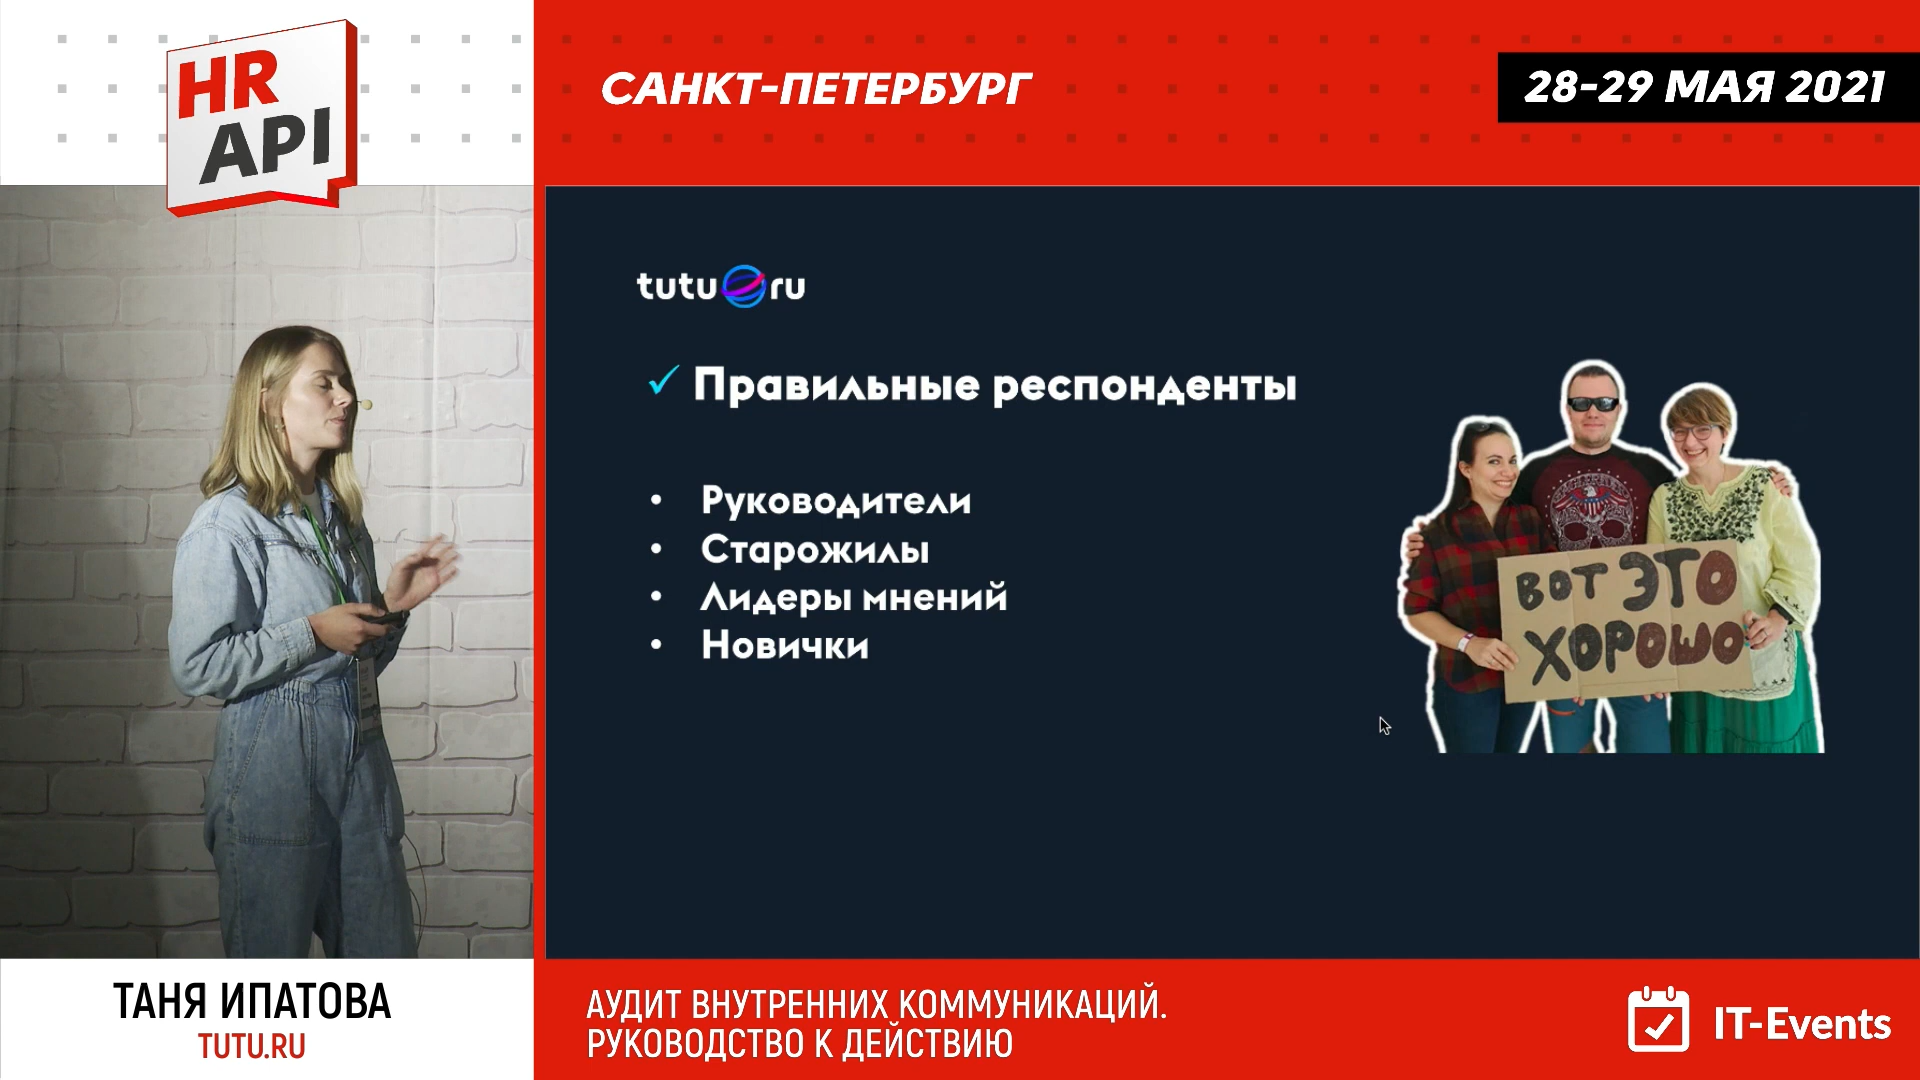 HR
API
САНКТ-ПЕТЕРБУРГ
28-29 МАЯ 2021
tutu ru
Правильные респонденты
• Руководители
• Старожилы
• Лидеры мнений
• Новички
ВОТ ЭТО
ХОРОШО
ТАНЯ ИПАТОВА
TUTU.RU
АУДИТ ВНУТРЕННИХ КОММУНИКАЦИЙ.
РУКОВОДСТВО К ДЕЙСТВИЮ
IT-Events